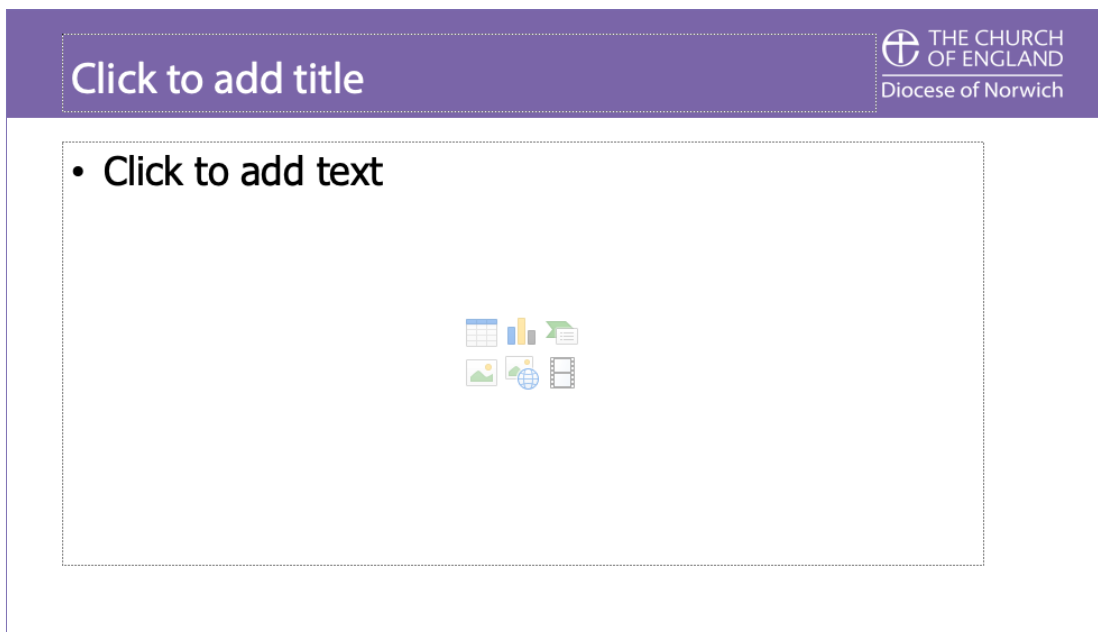 Click to add title
THE CHURCH
OF ENGLAND
Diocese of Norwich
• Click to add text